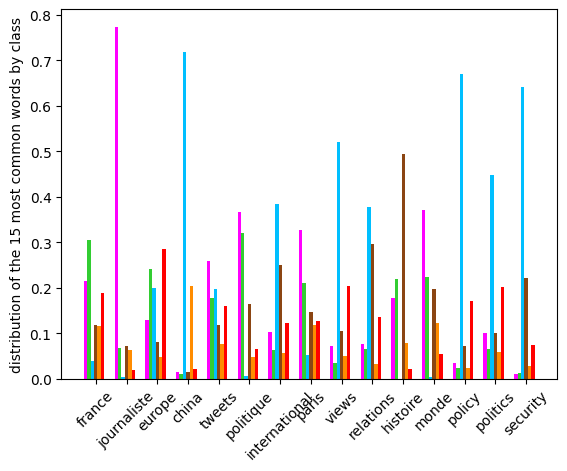 distribution of the 15 most common words by class
0.8
0.7
0.6
0.5
0.4
0.3
0.2
0.1
0.0
france
journaliste
europe
china
tweets
politique
international
paris
views
relations
histoire
monde
policy
politics
security